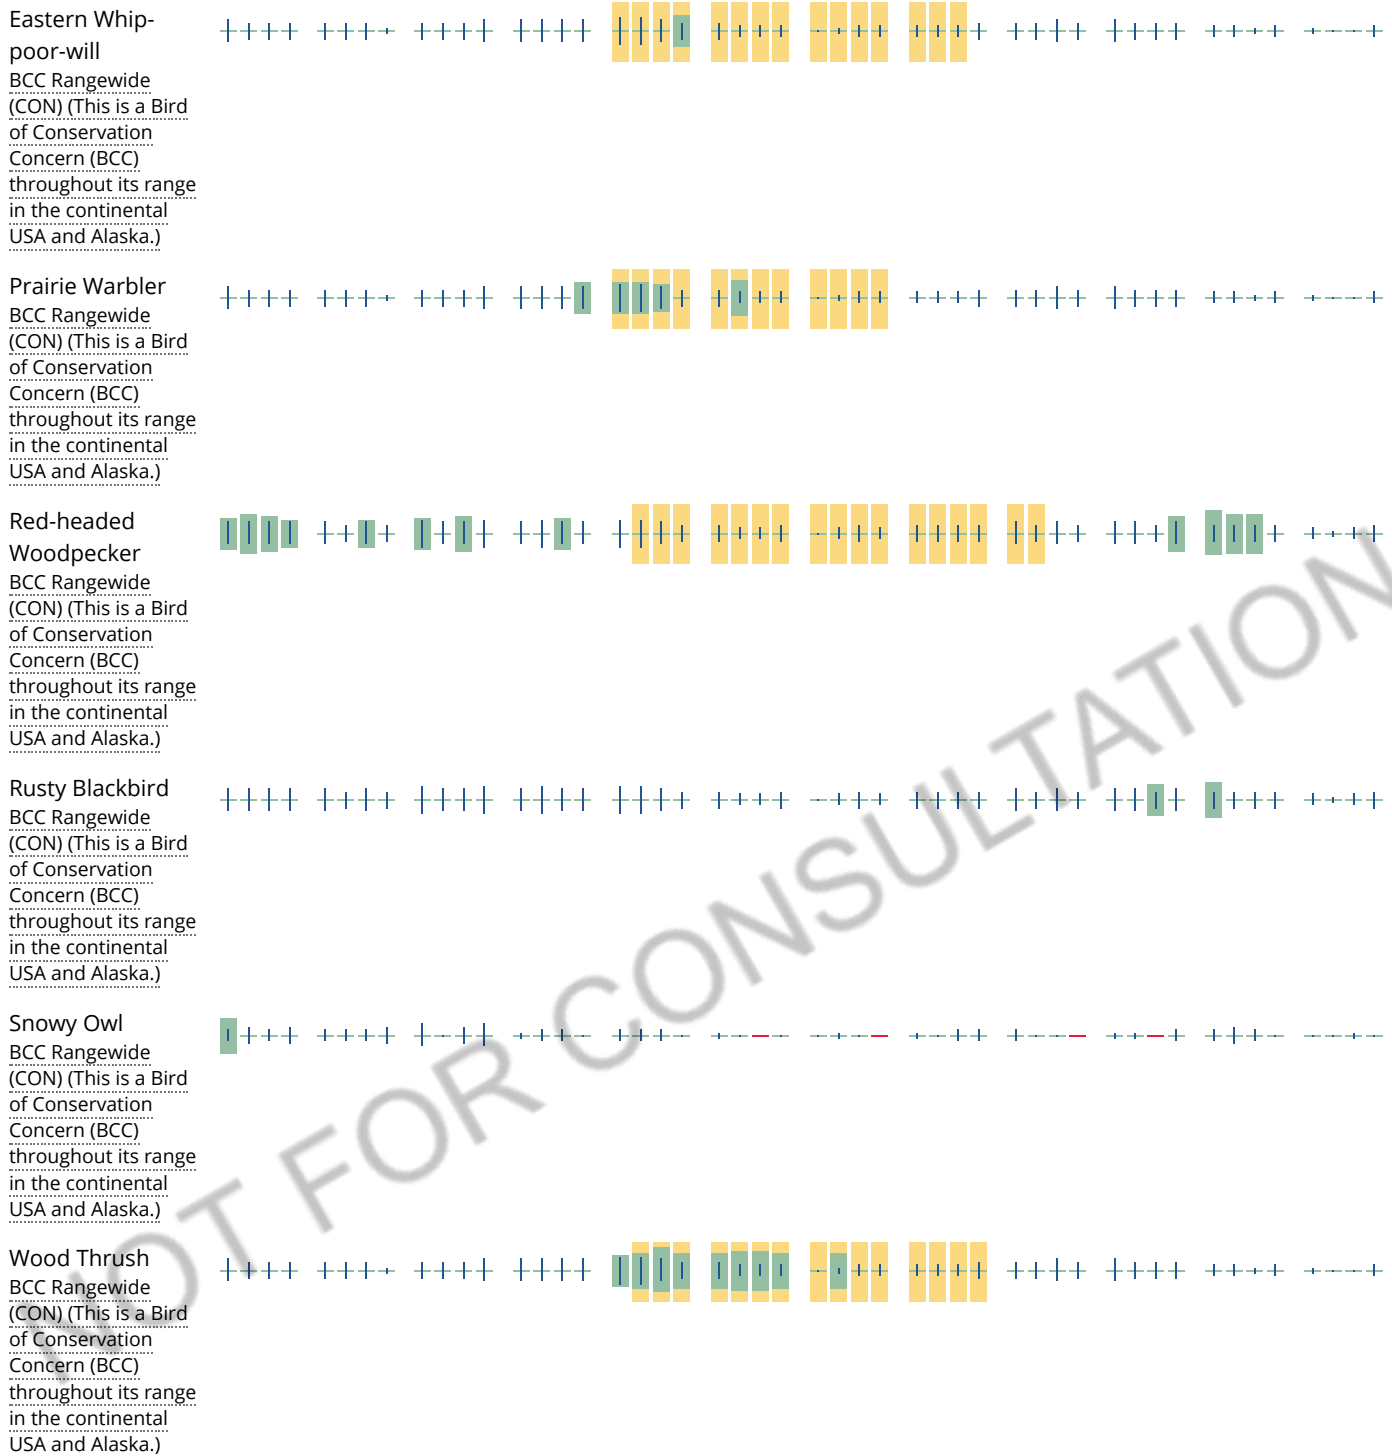 Eastern Whip-
poor-will
BCC Rangewide
(CON) (This is a Bird
of Conservation
Concern (BCC)
throughout its range
in the continental
USA and Alaska.)
Prairie Warbler
BCC Rangewide
(CON) (This is a Bird
of Conservation
Concern (BCC)
throughout its range
in the continental
USA and Alaska.)
Red-headed
Woodpecker
BCC Rangewide
(CON) (This is a Bird
of Conservation
Concern (BCC)
throughout its range
in the continental
USA and Alaska.)
Rusty Blackbird
BCC Rangewide
(CON) (This is a Bird
of Conservation
Concern (BCC)
throughout its range
in the continental
USA and Alaska.)
Snowy Owl
BCC Rangewide
(CON) (This is a Bird
of Conservation
Concern (BCC)
throughout its range
in the continental
USA and Alaska.)
Wood Thrush
BCC Rangewide
(CON) (This is a Bird
of Conservation
Concern (BCC)
throughout its range
in the continental
USA and Alaska.)
NOT FOR CONSULTATION